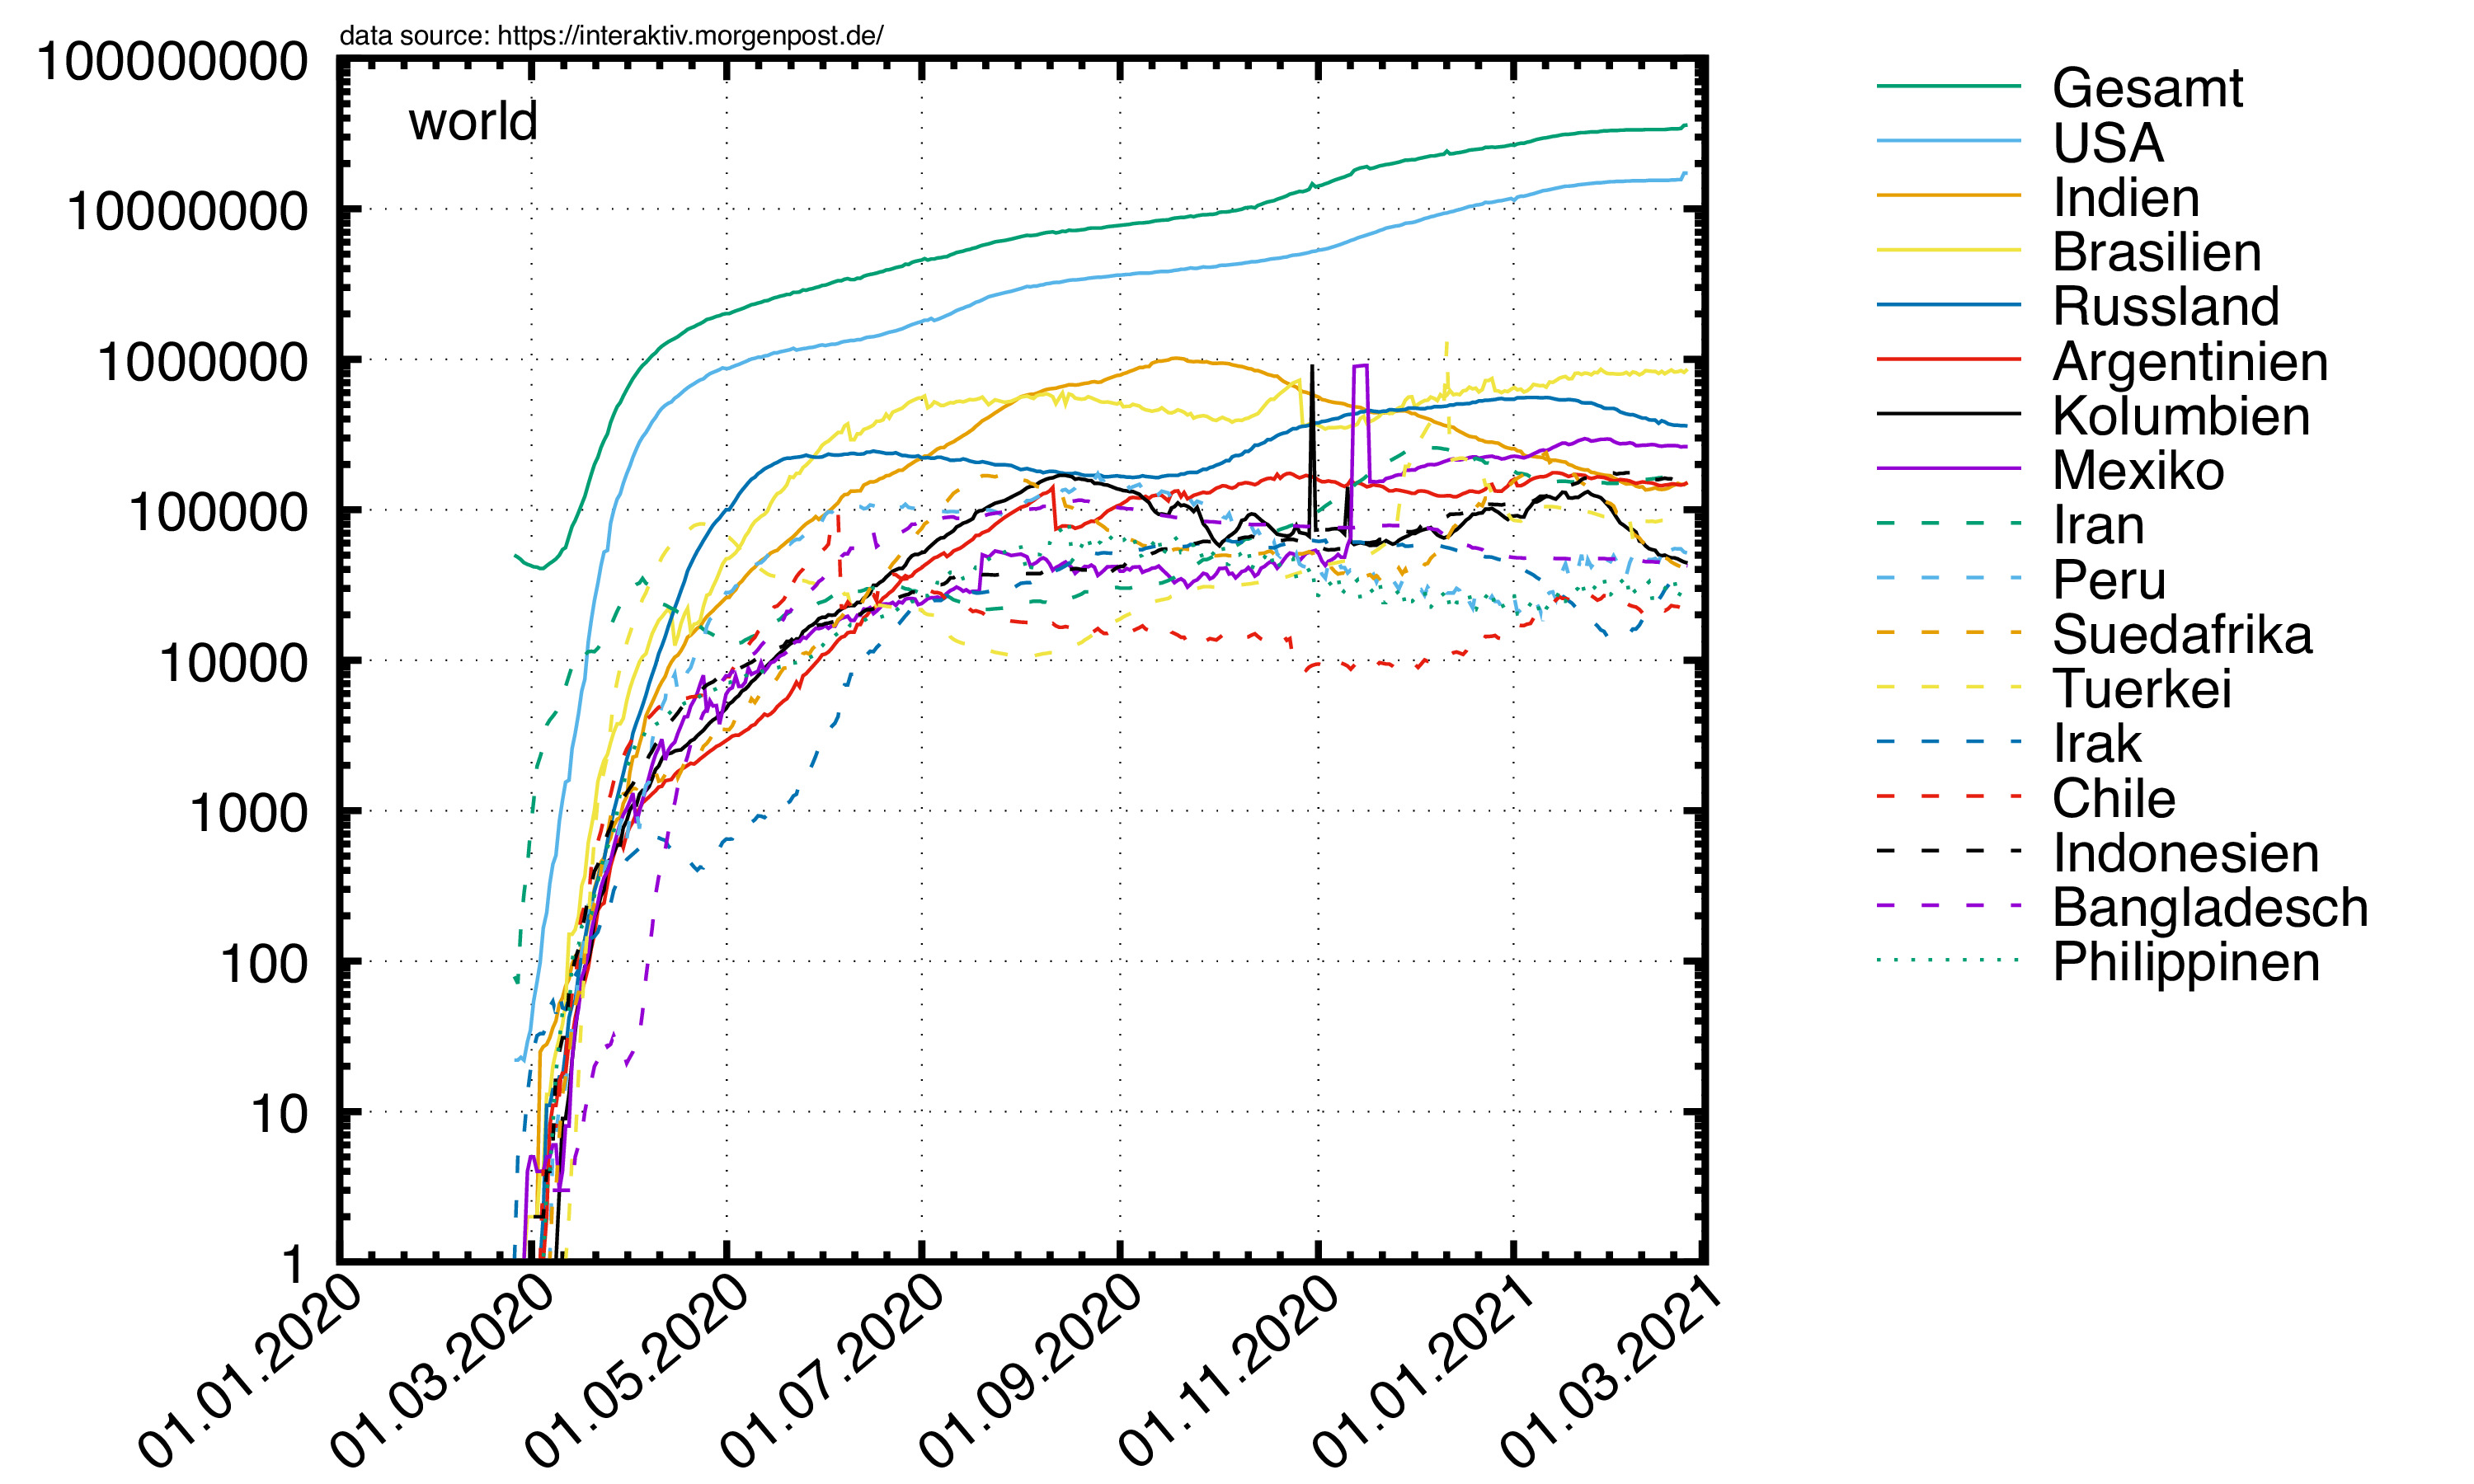 data source: https://interaktiv.morgenpost.de/
world
100000000
10000000
1000000
100000
10000
1000
100
10
1
01.01.2020
01.03.2020
01.05.2020
01.07.2020
01.09.2020
01.11.2020
01.01.2021
01.03.2021
Gesamt
USA
Indien
Brasilien
Russland
Argentinien
Kolumbien
Mexiko
Iran
Peru
Suedafrika
Tuerkei
Irak
Chile
Indonesien
Bangladesch
Philippinen